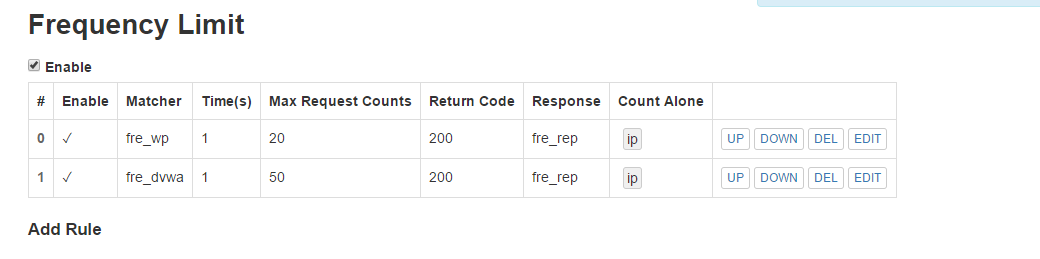 Frequency Limit
Enable
# Enable Matcher Time(s) Max Request Counts Return Code Response Count Alone
0 ✓ fre_wp 1 20 200 fre_rep ip UP DOWN DEL EDIT
1 ✓ fre_dvwa 1 50 200 fre_rep ip UP DOWN DEL EDIT
Add Rule